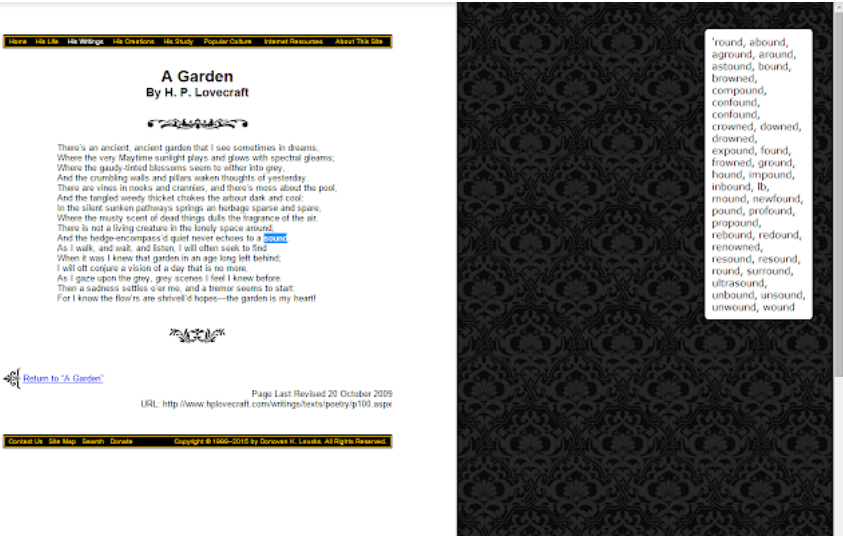 Home His Life His Writings His Creations His Study Popular Culture Internet Resources About This Site
A Garden
By H. P. Lovecraft
There's an ancient, ancient garden that I see sometimes in dreams,
Where the very Maytime sunlight plays and glows with spectral gleams;
Where the gaudy-tinted blossoms seem to wither into grey,
And the crumbling walls and pillars waken thoughts of yesterday.
There are vines in nooks and crannies, and there's moss about the pool,
And the tangled weedy thicket chokes the arbour dark and cool:
In the silent sunken pathways springs an herbage sparse and spare,
Where the musty scent of dead things dulls the fragrance of the air.
There is not a living creature in the lonely space around,
And the hedge-encompass'd quiet never echoes to a sound
As I walk, and wait, and listen, I will often seek to find
When it was I knew that garden in an age long left behind;
I will oft conjure a vision of a day that is no more,
As I gaze upon the grey, grey scenes I feel I knew before.
Then a sadness settles o'er me, and a tremor seems to start:
For I know the flow'rs are shrivell'd hopes—the garden is my heart!
Return to "A Garden"
Page Last Revised 20 October 2009
URL: http://www.hplovecraft.com/writings/texts/poetry/p100.aspx
Contact Us Site Map Search Donate Copyright © 1998–2015 by Donovan K. Loucks. All Rights Reserved.
'round, abound,
aground, around,
astound, bound,
browned,
compound,
confound,
confound,
crowned, downed,
drowned,
expound, found,
frowned, ground,
hound, impound,
inbound, lb,
mound, newfound,
pound, profound,
propound,
rebound, redound,
renowned,
resound, resound,
round, surround,
ultrasound,
unbound, unsound,
unwound, wound